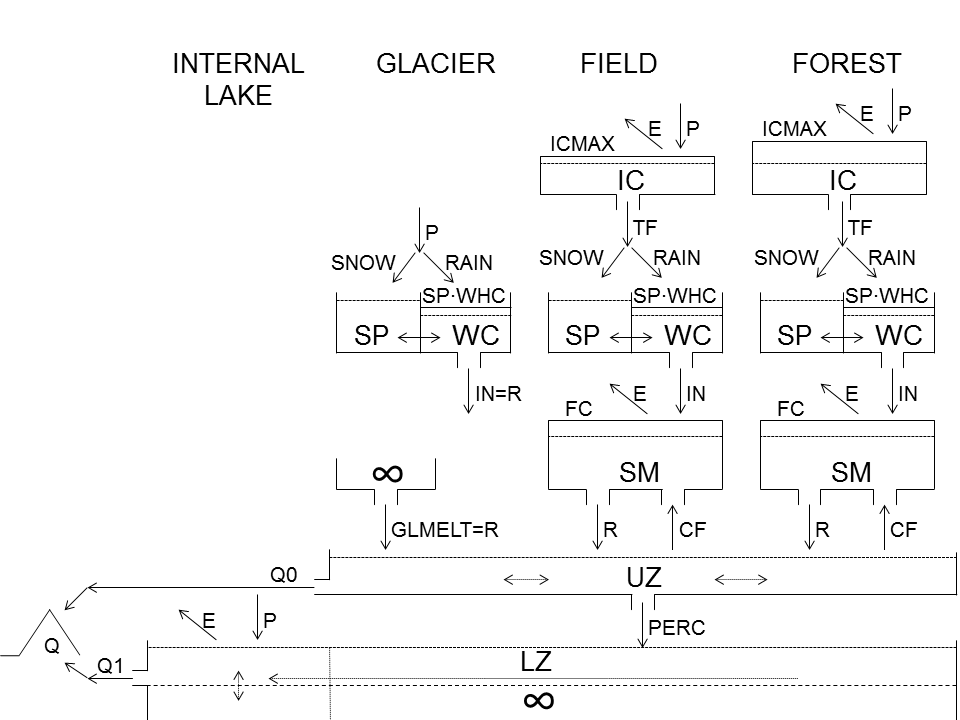 INTERNAL LAKE
GLACIER
FIELD
FOREST
E P
ICMAX
IC
TF
E P
ICMAX
IC
TF
P
SNOW RAIN
SP·WHC
SP WC
IN=R
SNOW RAIN
SP·WHC
SP WC
IN
SNOW RAIN
SP·WHC
SP WC
IN
∞
GLMELT=R
FC E
SM
R CF
FC E
SM
R CF
Q0
UZ
E P
PERC
Q
Q1
LZ
∞